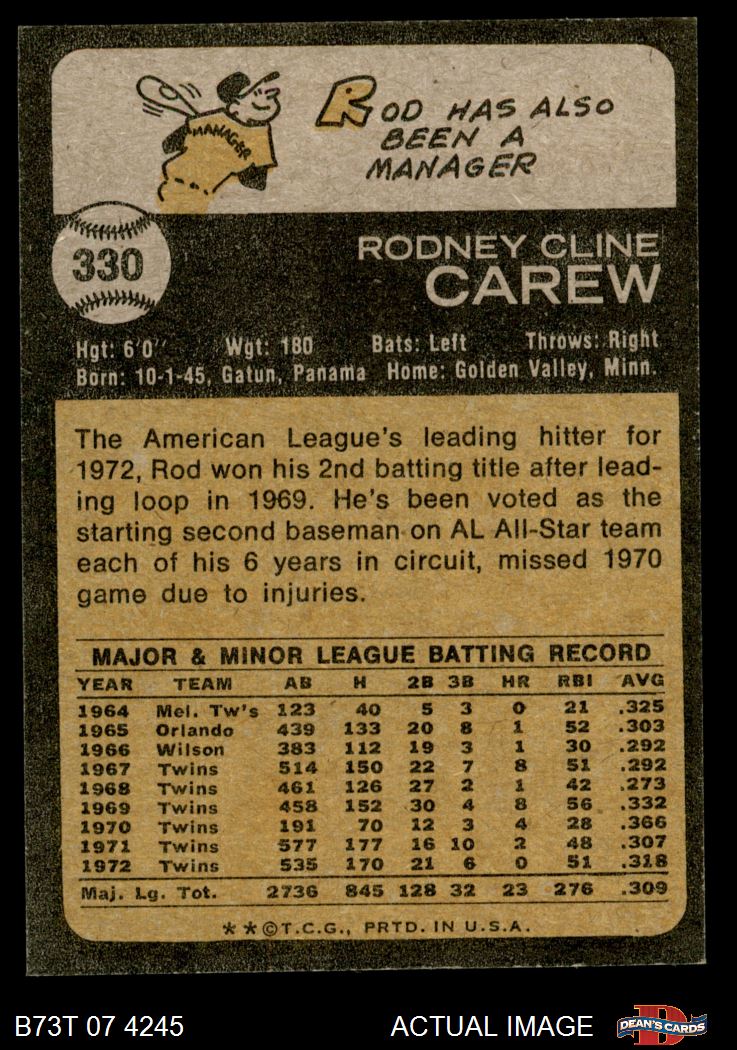 MANAGER
ROD HAS ALSO
BEEN A
MANAGER
330
RODNEY CLINE
CAREW
Hgt: 6'0" Wgt: 180 Bats: Left Throws: Right
Born: 10-1-45, Gatun, Panama Home: Golden Valley, Minn.
The American League's leading hitter for
1972, Rod won his 2nd batting title after lead-
ing loop in 1969. He's been voted as the
starting second baseman on AL All-Star team
each of his 6 years in circuit, missed 1970
game due to injuries.
MAJOR & MINOR LEAGUE BATTING RECORD
YEAR TEAM AB H 2B 3B HR RBI AVG
1964 Mel. Tw's 123 40 5 3 0 21 .325
1965 Orlando 439 133 20 8 1 52 .303
1966 Wilson 383 112 19 3 1 30 .292
1967 Twins 514 150 22 7 8 51 .292
1968 Twins 461 126 27 2 1 42 .273
1969 Twins 458 152 30 4 8 56 .332
1970 Twins 191 70 12 3 4 28 .366
1971 Twins 577 177 16 10 2 48 .307
1972 Twins 535 170 21 6 0 51 .318
Maj. Lg. Tot. 2736 845 128 32 23 276 .309
**©T.C.G., PRTD. IN U.S.A.
B73T 07 4245 ACTUAL IMAGE D DEAN'S CARDS